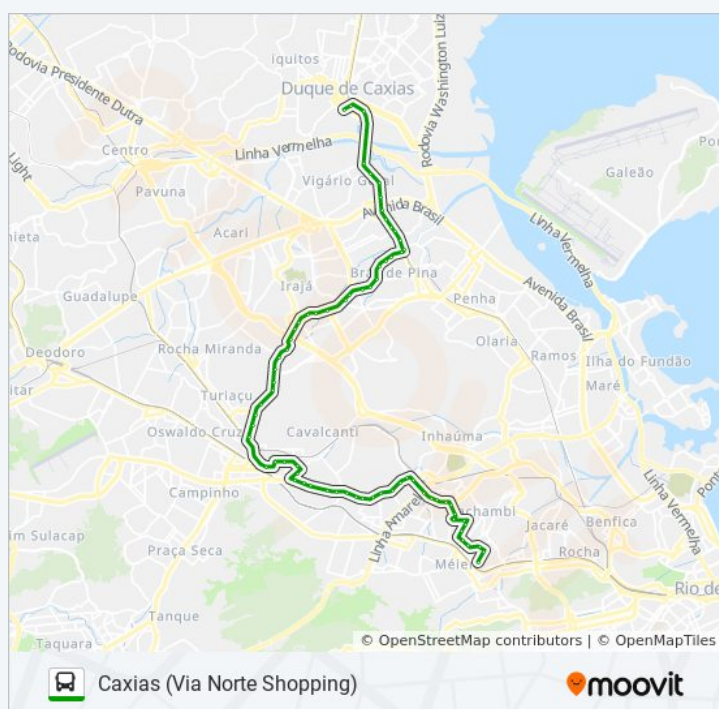 iquitos
Duque de Caxias
Rodovia Presidente Dutra
Rodovia Washington Luiz
Centro
Linha Vermelha
Light
Pavuna
Vigário Geral
Galeão
Acari
Avenida Brasil
Linha Vermelha
Guadalupe
Irajá
Brás de Pina
Penha
Avenida Brasil
Deodoro
Rocha Miranda
Olaria
Ramos
Ilha do Fundão
Maré
Turiaçu
Oswaldo Cruz
Cavalcanti
Inhaúma
Campinho
Linha Amarela
Jacaré
Benfica
Linha Vermelha
im Sulacap
Praça Seca
Méier
Rocha
Rio de
Tanque
Taquara
© OpenStreetMap contributors | © OpenMapTiles
Caxias (Via Norte Shopping)
moovit